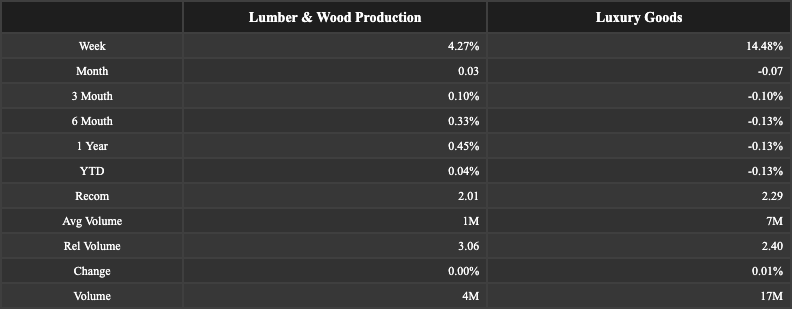 Lumber & Wood Production Luxury Goods
Week 4.27% 14.48%
Month 0.03 -0.07
3 Mouth 0.10% -0.10%
6 Mouth 0.33% -0.13%
1 Year 0.45% -0.13%
YTD 0.04% -0.13%
Recom 2.01 2.29
Avg Volume 1M 7M
Rel Volume 3.06 2.40
Change 0.00% 0.01%
Volume 4M 17M